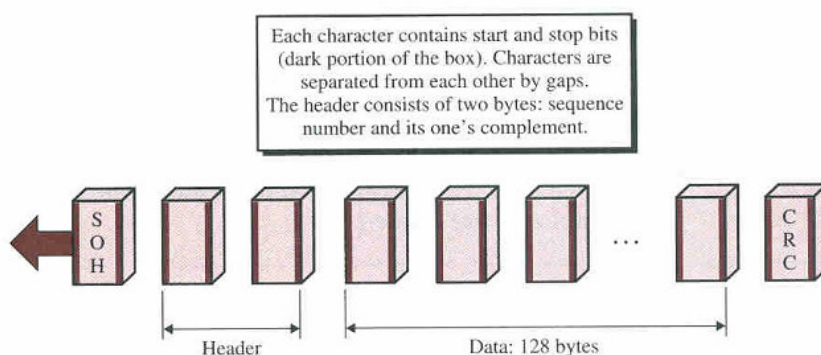 Each character contains start and stop bits
(dark portion of the box). Characters are
separated from each other by gaps.
The header consists of two bytes: sequence
number and its one's complement.
S
O
H
...
C
R
C
Header
Data: 128 bytes